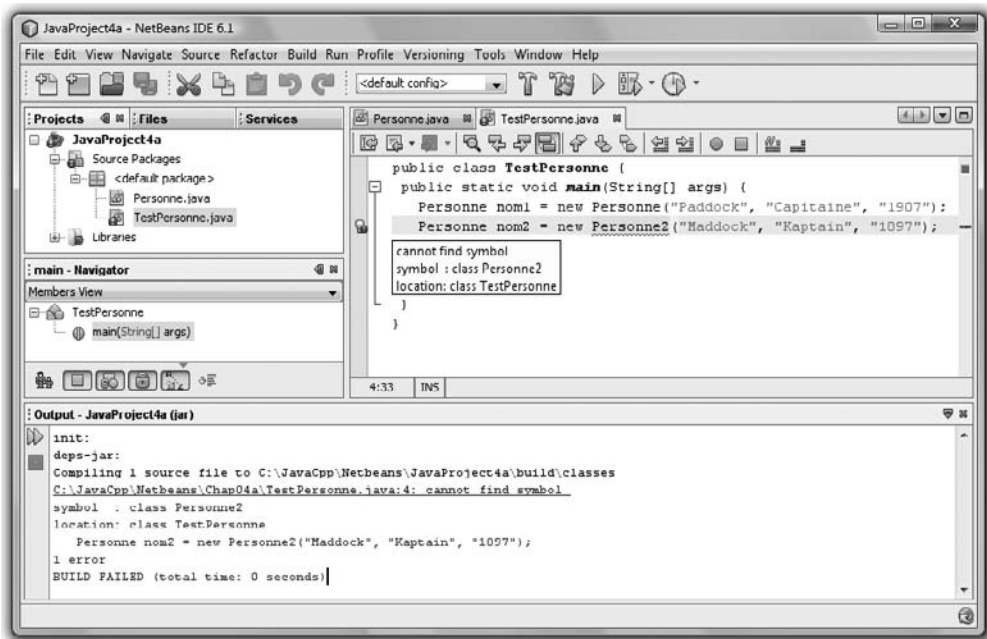 JavaProject4a - NetBeans IDE 6.1
File Edit View Navigate Source Refactor Build Run Profile Versioning Tools Window Help
<default config>
Projects Files Services
JavaProject4a
Source Packages
<default package>
Personne.java
TestPersonne.java
Libraries
main - Navigator
Members View
TestPersonne
main(String[] args)
Personne.java TestPersonne.java
public class TestPersonne {
public static void main(String[] args) {
Personne nom1 = new Personne("Paddock", "Capitaine", "1907");
Personne nom2 = new Personne2("Maddock", "Kaptain", "1097");
cannot find symbol
symbol : class Personne2
location: class TestPersonne
}
}
4:33 INS
Output - JavaProject4a (jar)
init:
deps-jar:
Compiling 1 source file to C:\JavaCpp\Netbeans\JavaProject4a\build\classes
C:\JavaCpp\Netbeans\Chap04a\TestPersonne.java:4: cannot find symbol
symbol : class Personne2
location: class TestPersonne
Personne nom2 = new Personne2("Maddock", "Kaptain", "1097");
1 error
BUILD FAILED (total time: 0 seconds)